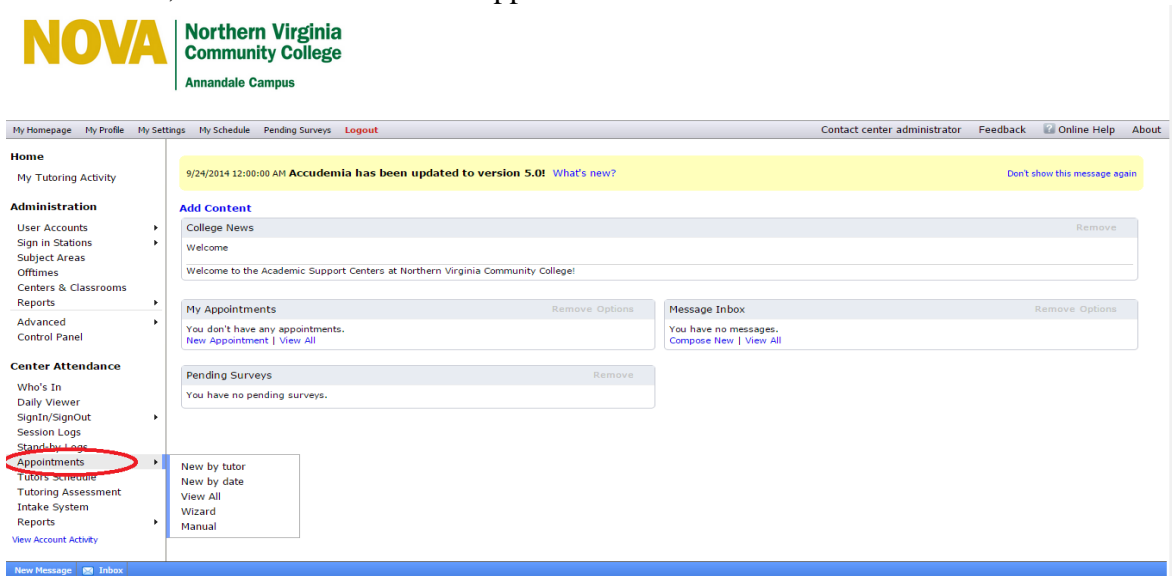 NOVA
Northern Virginia
Community College
Annandale Campus
My Homepage My Profile My Settings My Schedule Pending Surveys Logout Contact center administrator Feedback Online Help About
Home
My Tutoring Activity
Administration
User Accounts
Sign in Stations
Subject Areas
Offtimes
Centers & Classrooms
Reports
Advanced
Control Panel
Center Attendance
Who's In
Daily Viewer
SignIn/SignOut
Session Logs
Stand-by Logs
Appointments
Tutors Schedule
Tutoring Assessment
Intake System
Reports
View Account Activity
9/24/2014 12:00:00 AM Accudemia has been updated to version 5.0! What's new? Don't show this message again
Add Content
College News Remove
Welcome
Welcome to the Academic Support Centers at Northern Virginia Community College!
My Appointments Remove Options
You don't have any appointments.
New Appointment | View All
Message Inbox Remove Options
You have no messages.
Compose New | View All
Pending Surveys Remove
You have no pending surveys.
New by tutor
New by date
View All
Wizard
Manual
New Message Inbox